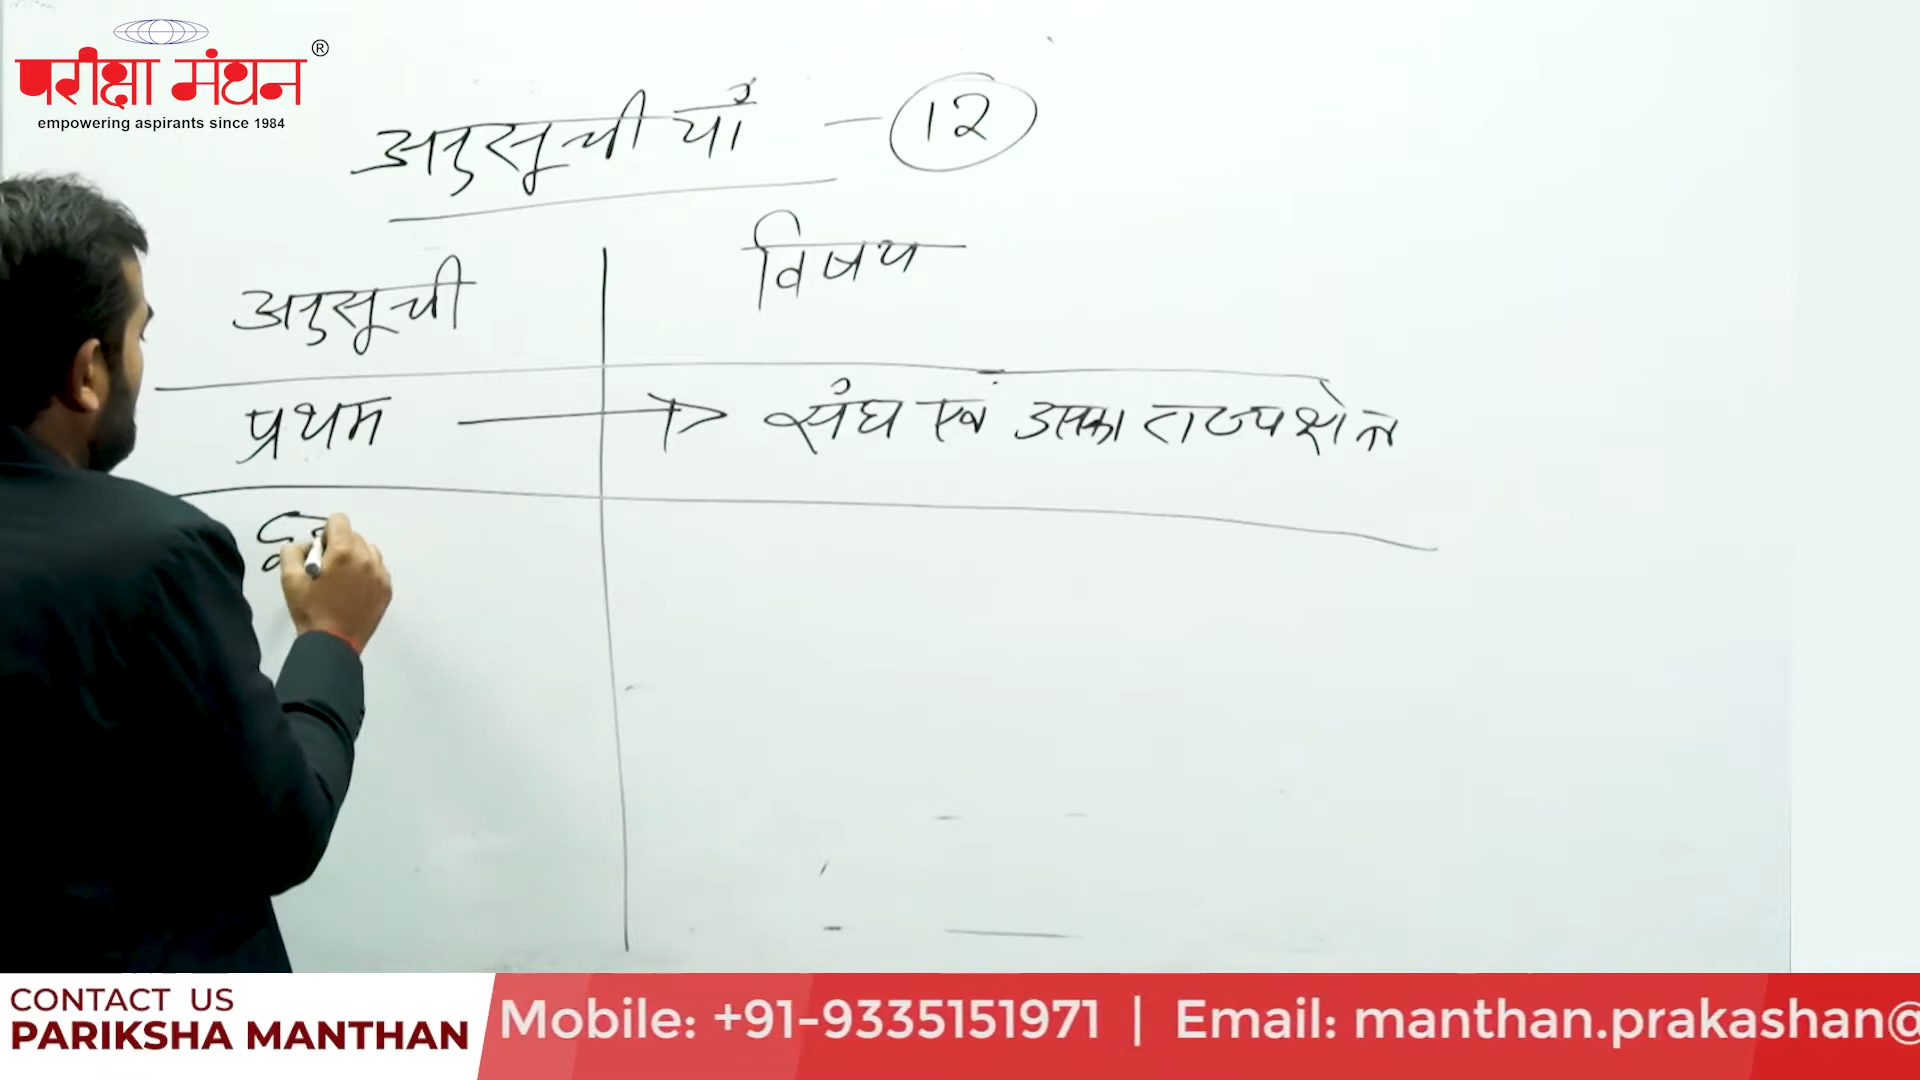 परीक्षा मंथन ®
empowering aspirants since 1984
अनुसूचीयाँ – 12
अनुसूची विषय
प्रथम → संघ एवं उसका राज्यक्षेत्र
CONTACT US
PARIKSHA MANTHAN
Mobile: +91-9335151971 | Email: manthan.prakashan@